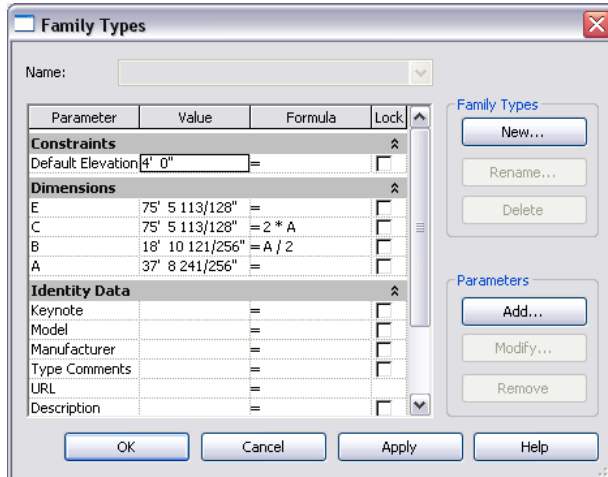 Family Types
Name:
Parameter Value Formula Lock
Constraints
Default Elevation 4' 0" =
Dimensions
E 75' 5 113/128" =
C 75' 5 113/128" = 2 * A
B 18' 10 121/256" = A / 2
A 37' 8 241/256" =
Identity Data
Keynote =
Model =
Manufacturer =
Type Comments =
URL =
Description =
Family Types
New...
Rename...
Delete
Parameters
Add...
Modify...
Remove
OK Cancel Apply Help